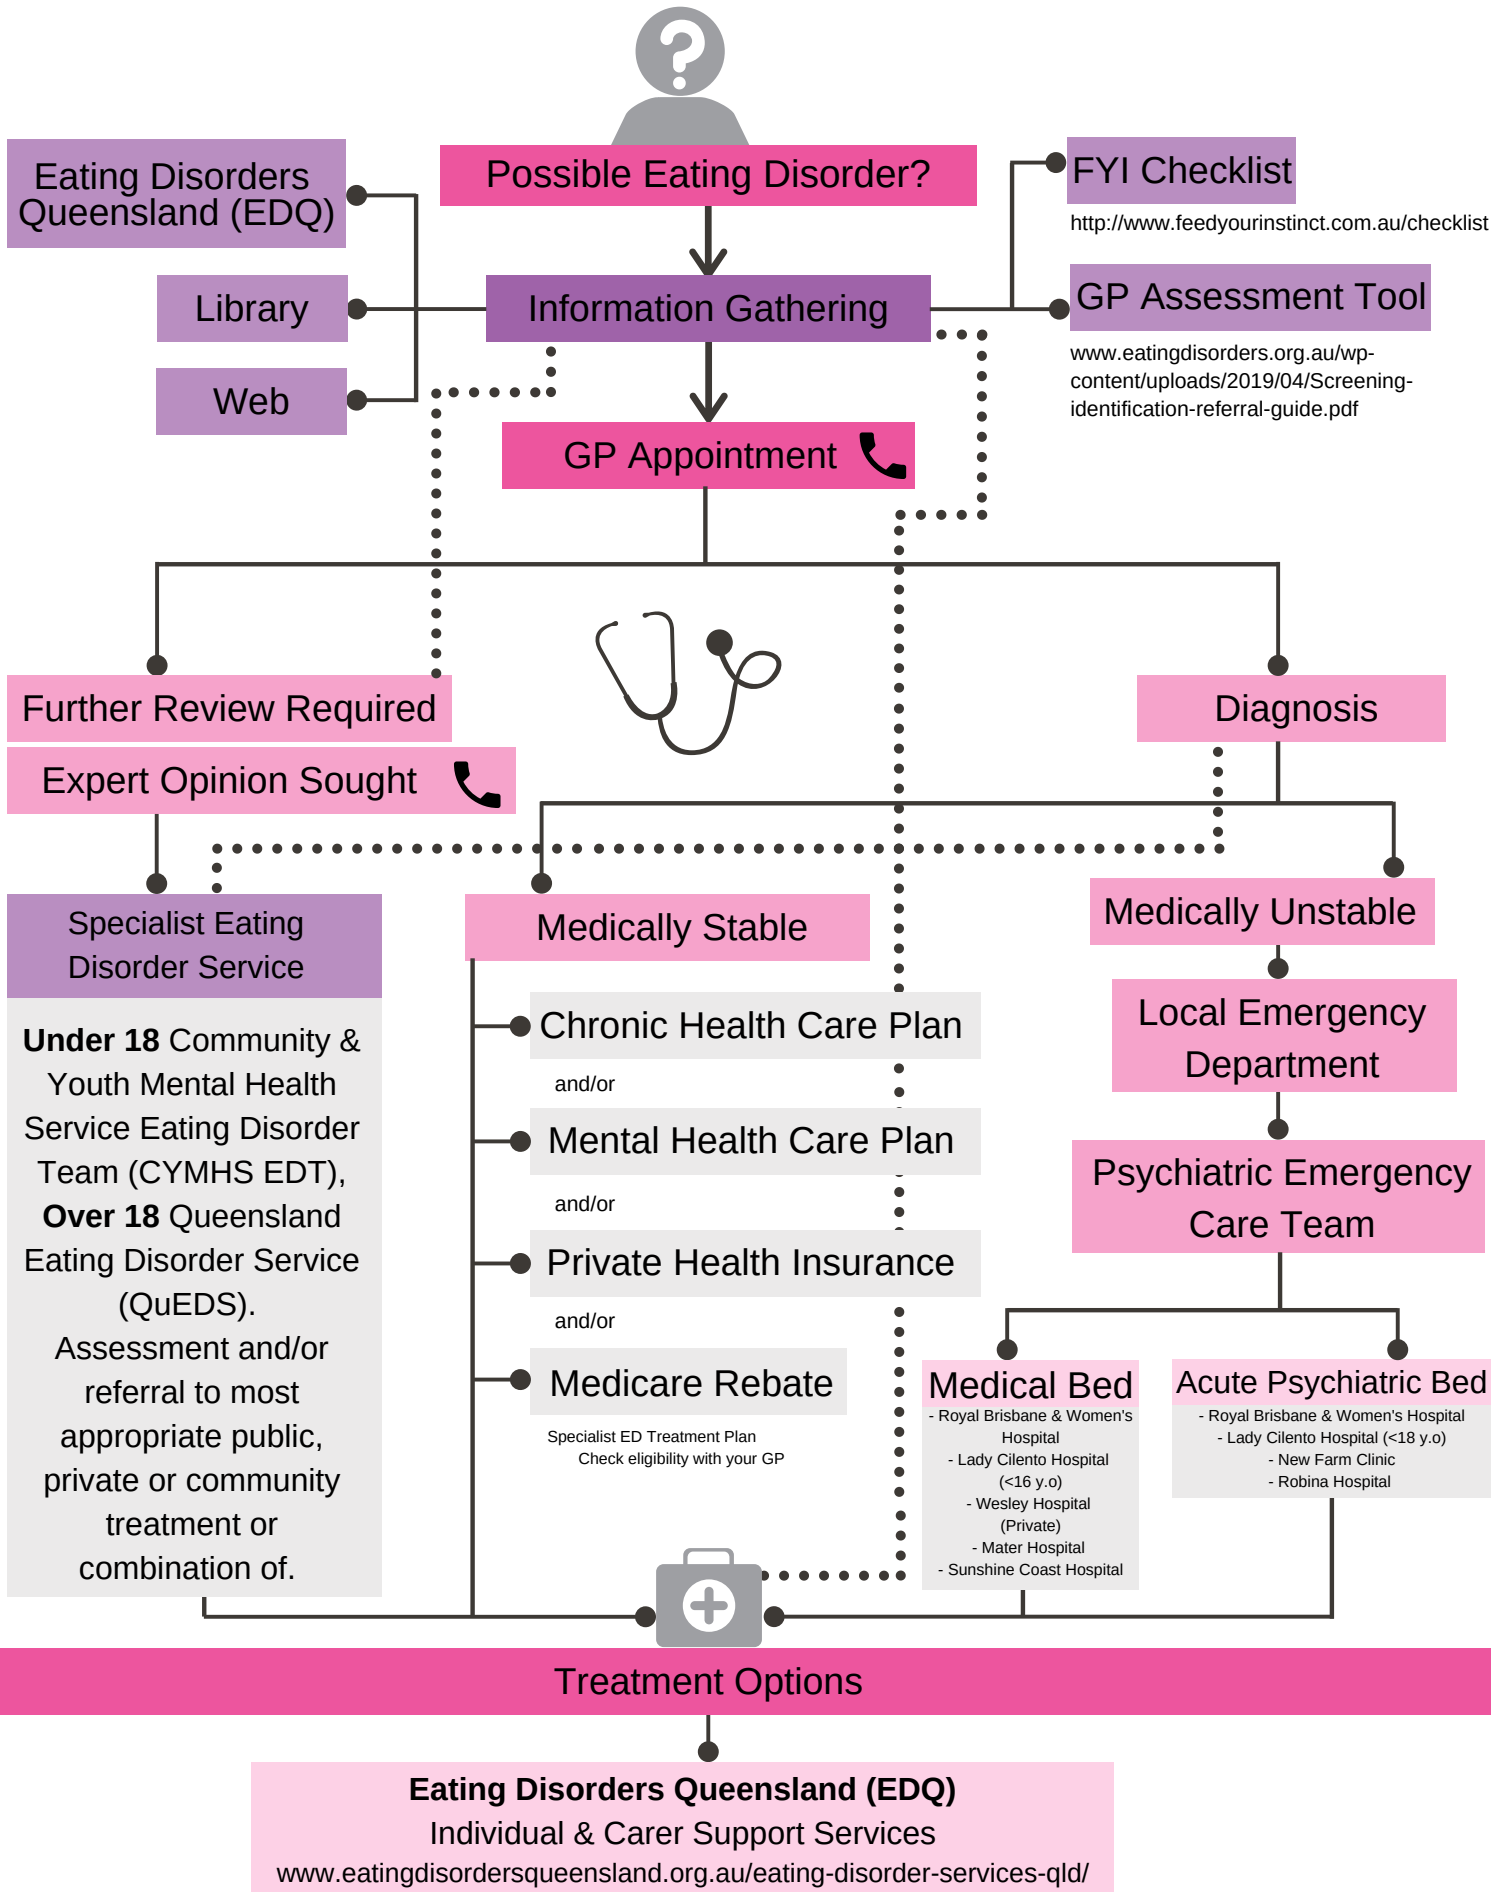 Possible Eating Disorder?
Eating Disorders
Queensland (EDQ)
Library
Web
Information Gathering
FYI Checklist
http://www.feedyourinstinct.com.au/checklist
GP Assessment Tool
www.eatingdisorders.org.au/wp-
content/uploads/2019/04/Screening-
identification-referral-guide.pdf
GP Appointment
Further Review Required
Expert Opinion Sought
Diagnosis
Specialist Eating
Disorder Service
Under 18 Community &
Youth Mental Health
Service Eating Disorder
Team (CYMHS EDT),
Over 18 Queensland
Eating Disorder Service
(QuEDS).
Assessment and/or
referral to most
appropriate public,
private or community
treatment or
combination of.
Medically Stable
Chronic Health Care Plan
and/or
Mental Health Care Plan
and/or
Private Health Insurance
and/or
Medicare Rebate
Specialist ED Treatment Plan
Check eligibility with your GP
Medically Unstable
Local Emergency
Department
Psychiatric Emergency
Care Team
Medical Bed
- Royal Brisbane & Women's
Hospital
- Lady Cilento Hospital
(<16 y.o)
- Wesley Hospital
(Private)
- Mater Hospital
- Sunshine Coast Hospital
Acute Psychiatric Bed
- Royal Brisbane & Women's Hospital
- Lady Cilento Hospital (<18 y.o)
- New Farm Clinic
- Robina Hospital
Treatment Options
Eating Disorders Queensland (EDQ)
Individual & Carer Support Services
www.eatingdisordersqueensland.org.au/eating-disorder-services-qld/